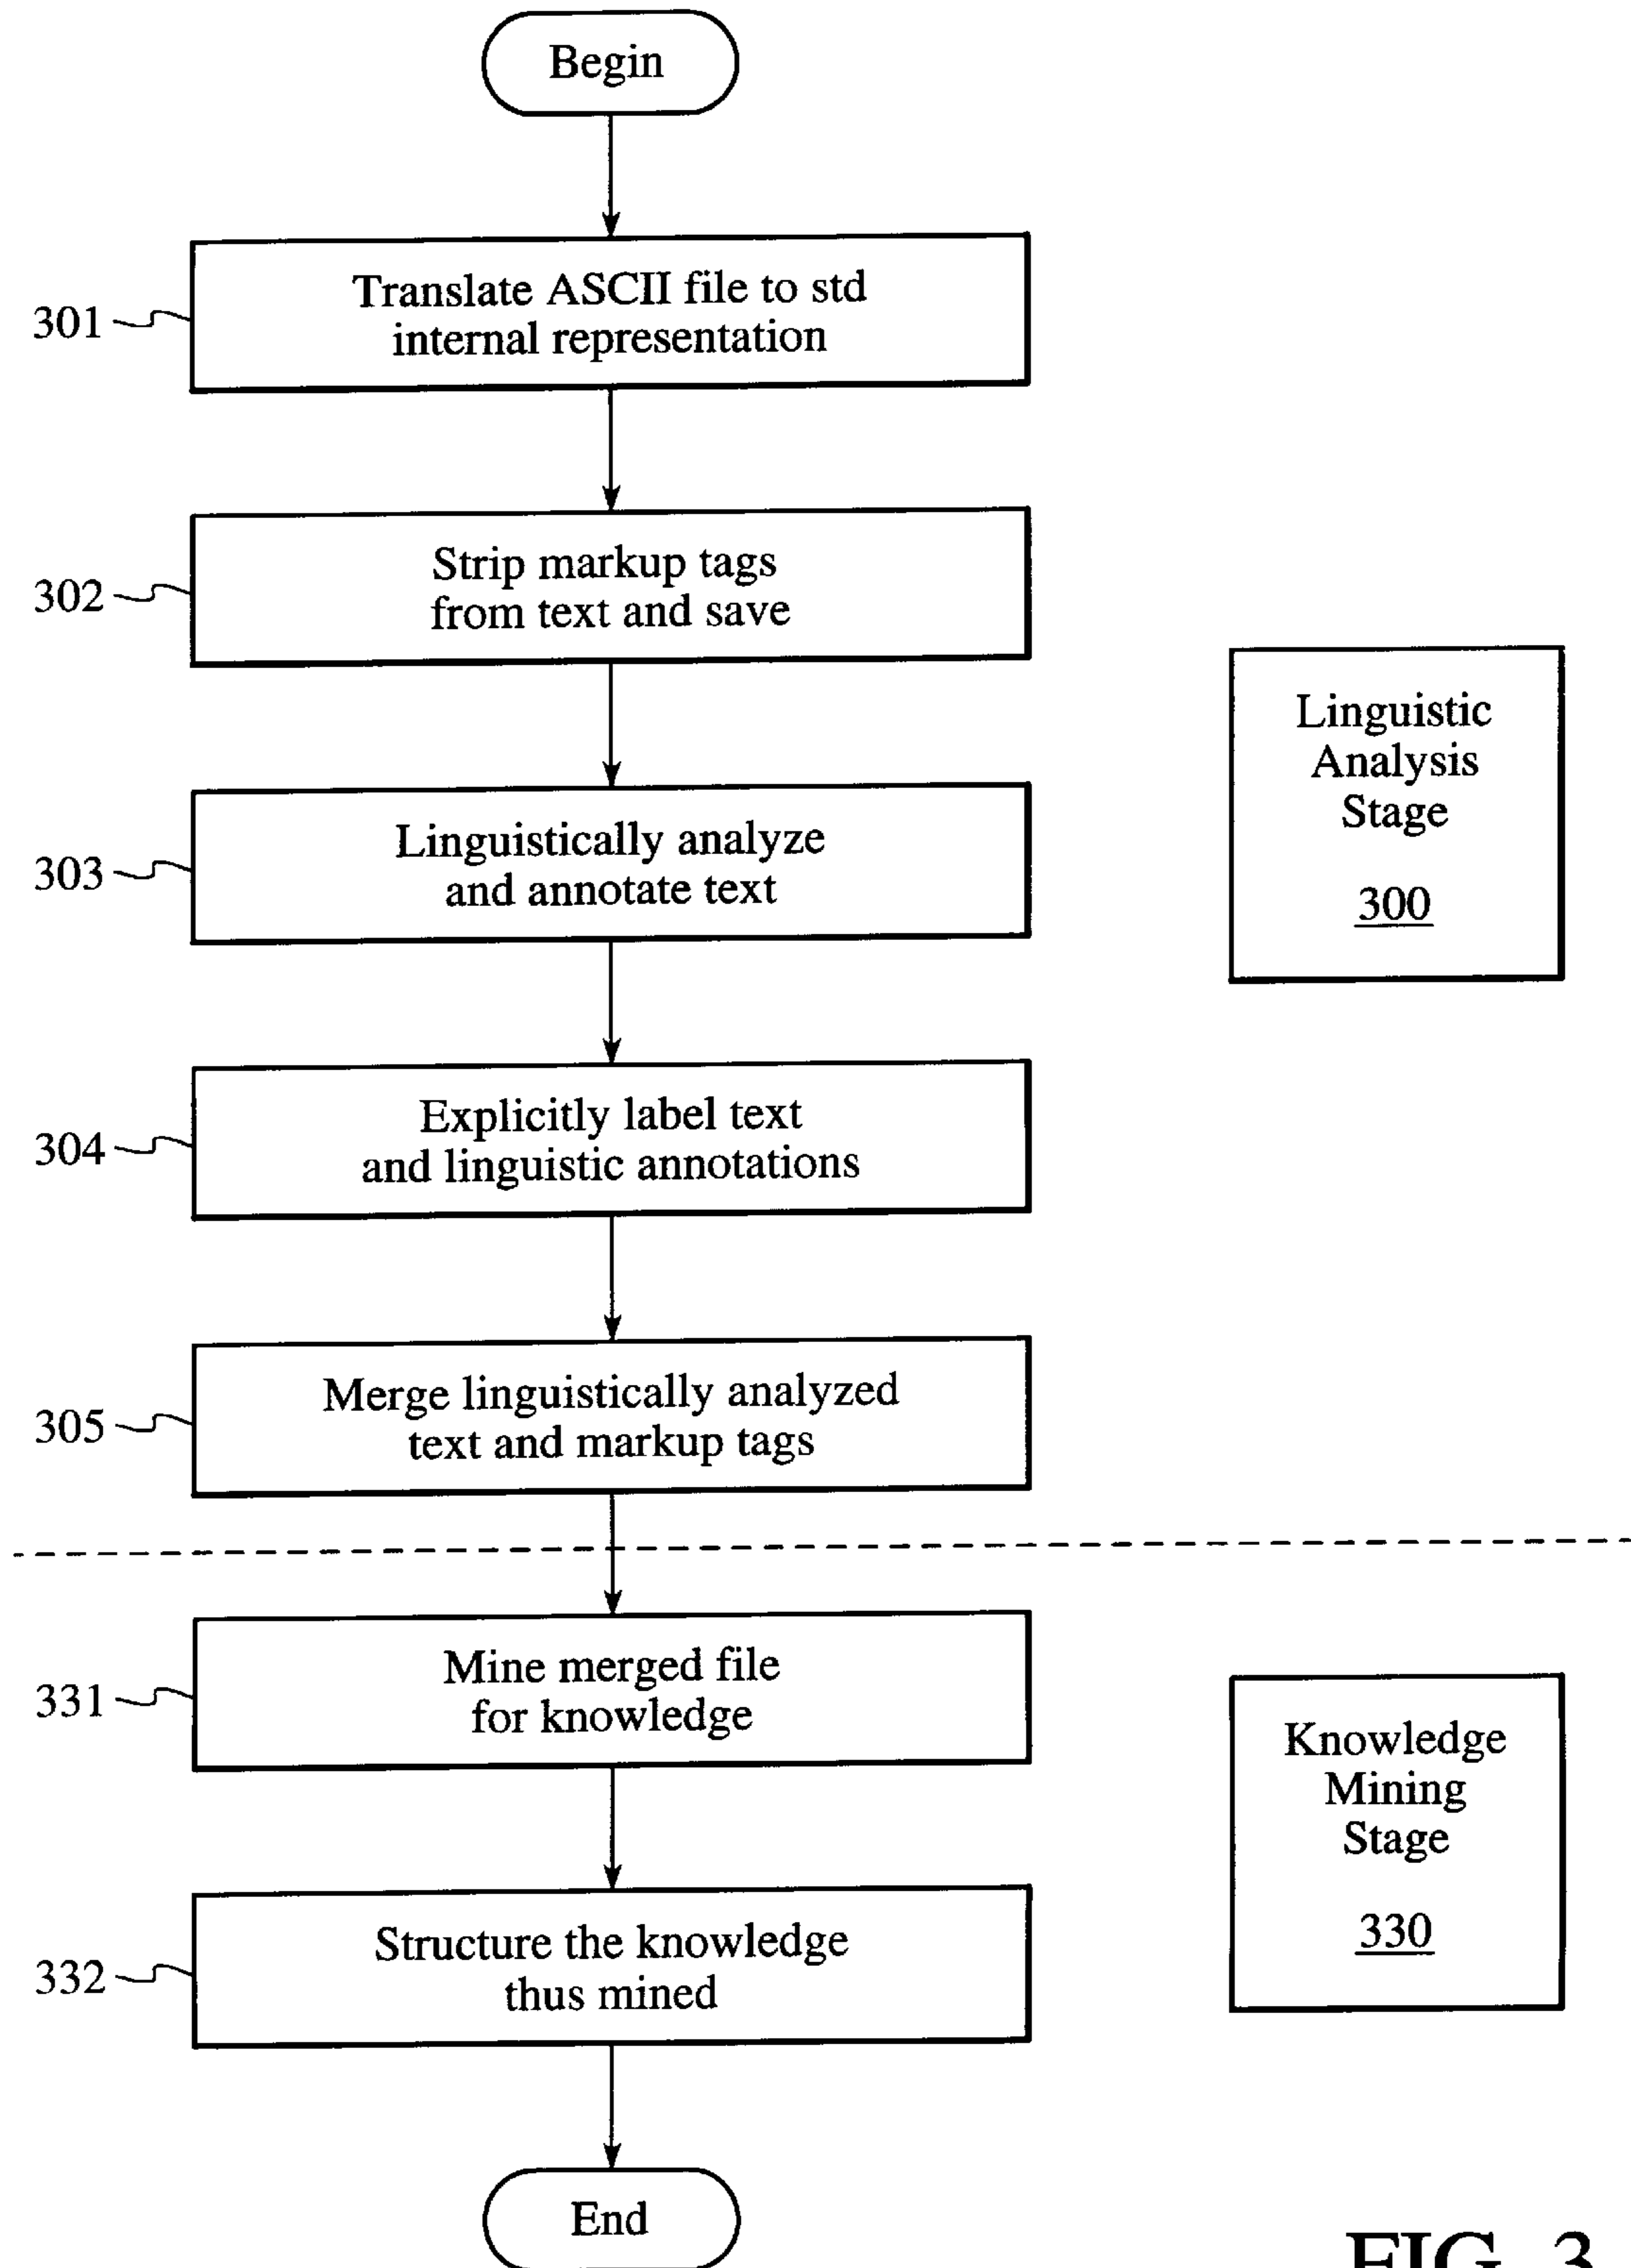 Begin
301
Translate ASCII file to std
internal representation
302
Strip markup tags
from text and save
303
Linguistically analyze
and annotate text
Linguistic
Analysis
Stage
300
304
Explicitly label text
and linguistic annotations
305
Merge linguistically analyzed
text and markup tags
331
Mine merged file
for knowledge
Knowledge
Mining
Stage
330
332
Structure the knowledge
thus mined
End
FIG. 3